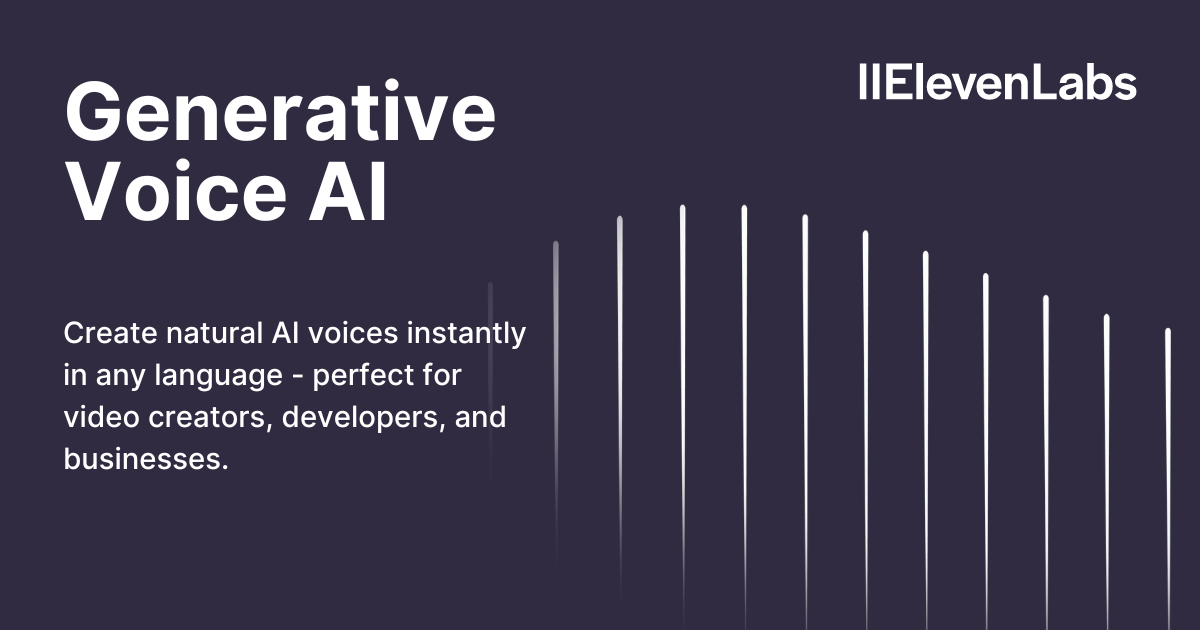 Generative
Voice AI
IIElevenLabs
Create natural AI voices instantly
in any language - perfect for
video creators, developers, and
businesses.